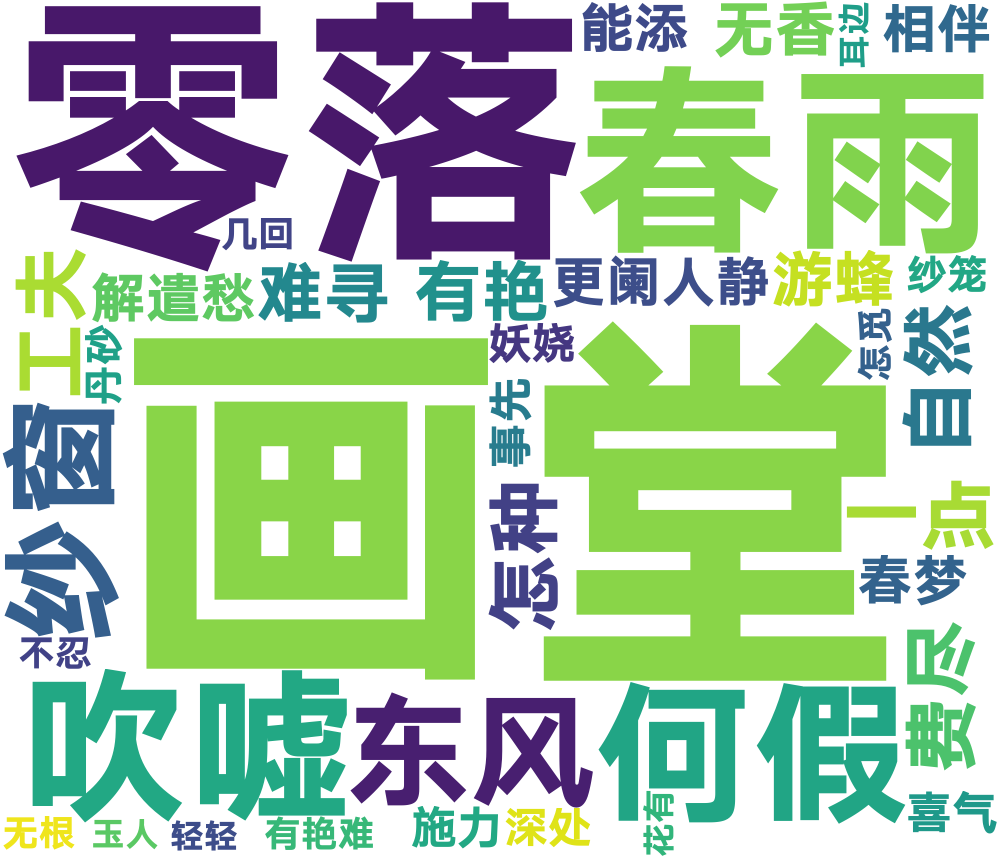 能添
无香
耳边
相伴
零落
春雨
几回
工夫
解遣愁
难寻
有艳
更阑人静
游蜂
纱笼
丹砂
画堂
妖娆
怎觅
自然
事先
纱窗
怎种
一点
春梦
不忍
吹嘘
东风
何假
费尽
无根
玉人
轻轻
有艳难
施力
深处
花有
喜气